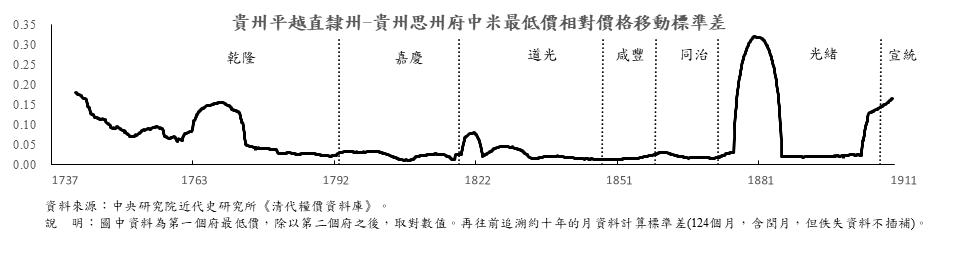 貴州平越直隸州-貴州思州府中米最低價相對價格移動標準差
0.35
0.30
0.25
0.20
0.15
0.10
0.05
0.00
乾隆 嘉慶 道光 咸豐 同治 光緒 宣統
1737 1763 1792 1822 1851 1881 1911
資料來源：中央研究院近代史研究所《清代糧價資料庫》。
說　明：圖中資料為第一個府最低價，除以第二個府之後，取對數值。再往前追溯約十年的月資料計算標準差(124個月，含閏月，但佚失資料不插補)。